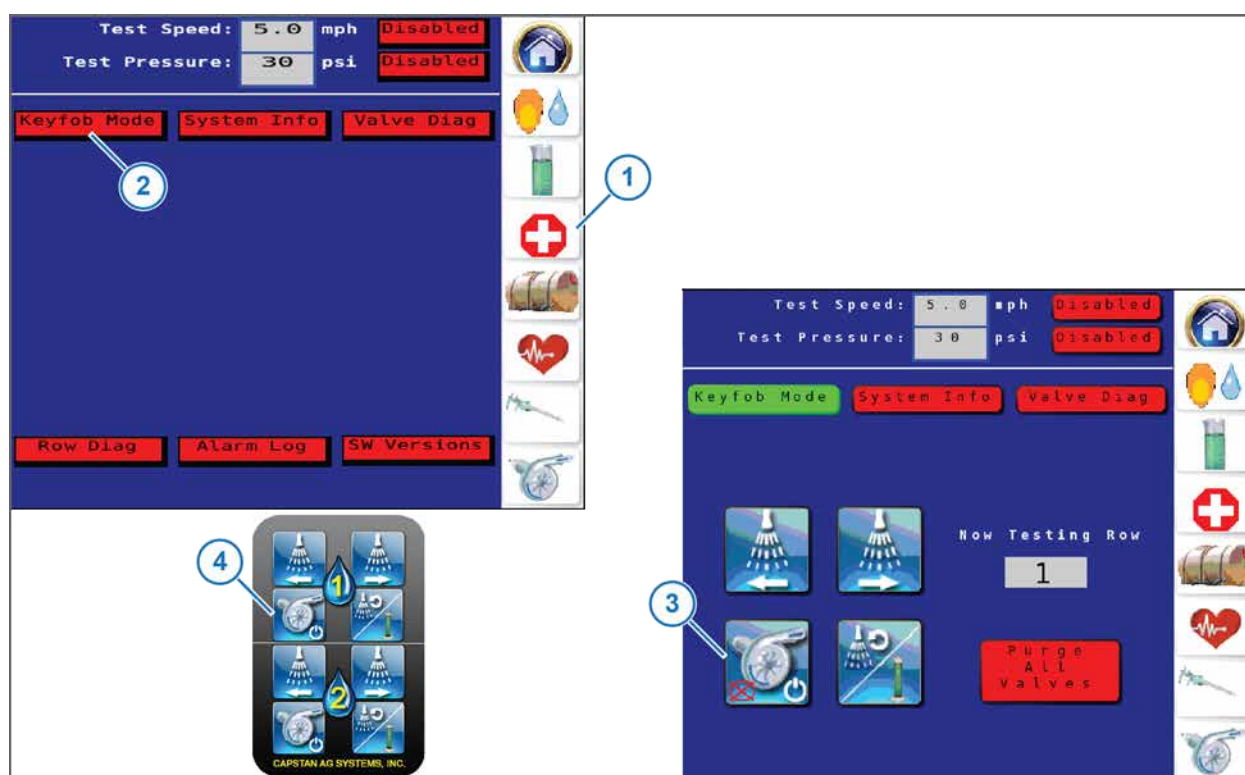 Test Speed: 5.0 mph Disabled
Test Pressure: 30 psi Disabled
Keyfob Mode System Info Valve Diag
1
2
Row Diag Alarm Log SW Versions
Test Speed: 5.0 mph Disabled
Test Pressure: 30 psi Disabled
Keyfob Mode System Info Valve Diag
Now Testing Row
1
3
Purge
All
Valves
4
1
2
CAPSTAN AG SYSTEMS, INC.